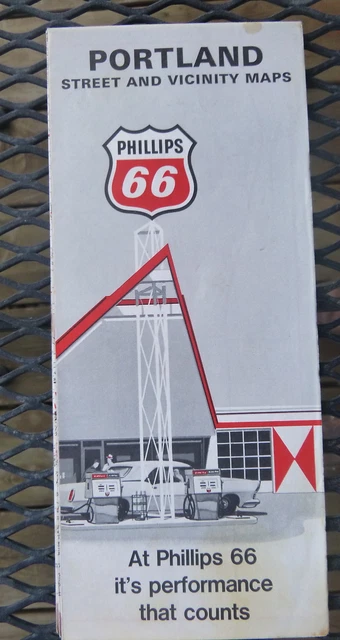 PORTLAND
STREET AND VICINITY MAPS
PHILLIPS
66
At Phillips 66
it's performance
that counts